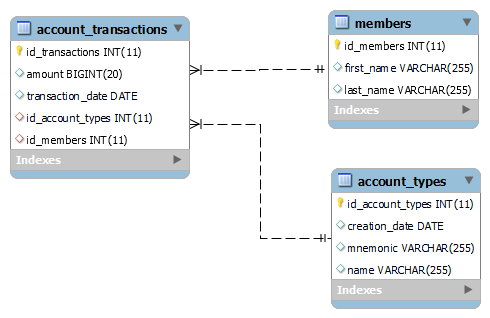 account_transactions
id_transactions INT(11)
amount BIGINT(20)
transaction_date DATE
id_account_types INT(11)
id_members INT(11)
Indexes
members
id_members INT(11)
first_name VARCHAR(255)
last_name VARCHAR(255)
Indexes
account_types
id_account_types INT(11)
creation_date DATE
mnemonic VARCHAR(255)
name VARCHAR(255)
Indexes